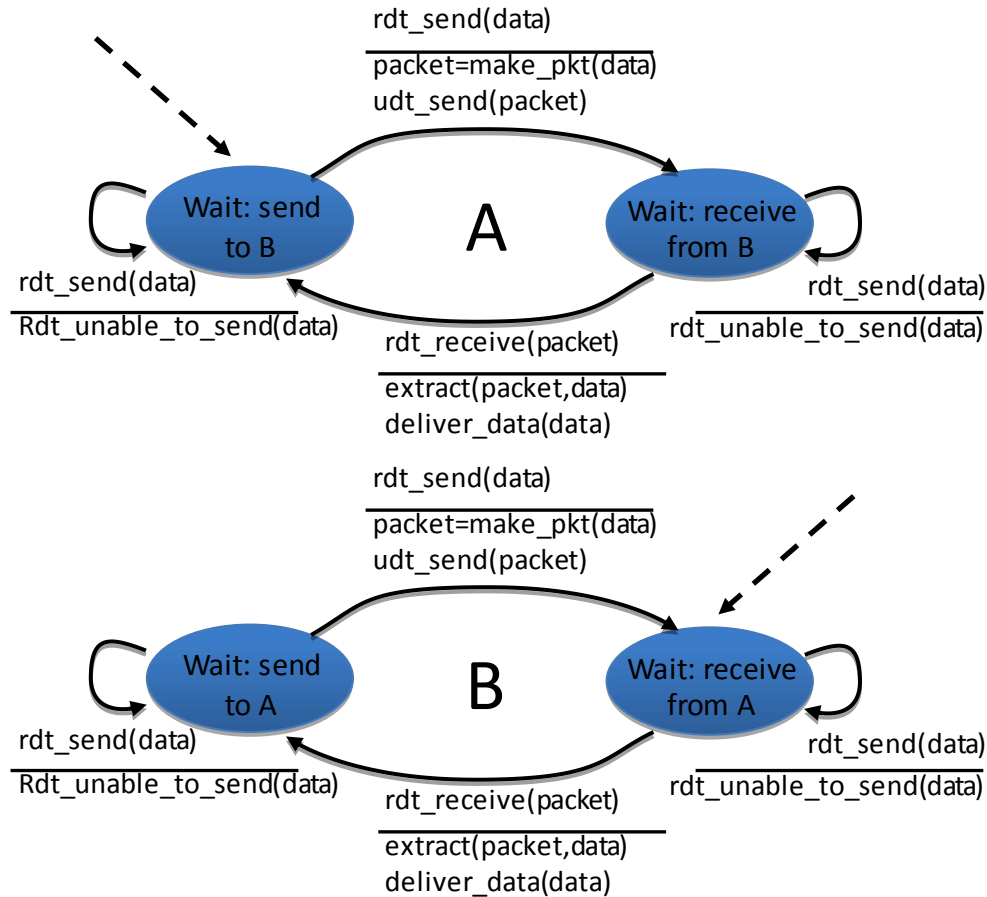 rdt_send(data)
packet=make_pkt(data)
udt_send(packet)
Wait: send
to B
A
Wait: receive
from B
rdt_send(data)
Rdt_unable_to_send(data)
rdt_send(data)
rdt_unable_to_send(data)
rdt_receive(packet)
extract(packet,data)
deliver_data(data)
rdt_send(data)
packet=make_pkt(data)
udt_send(packet)
Wait: send
to A
B
Wait: receive
from A
rdt_send(data)
Rdt_unable_to_send(data)
rdt_send(data)
rdt_unable_to_send(data)
rdt_receive(packet)
extract(packet,data)
deliver_data(data)